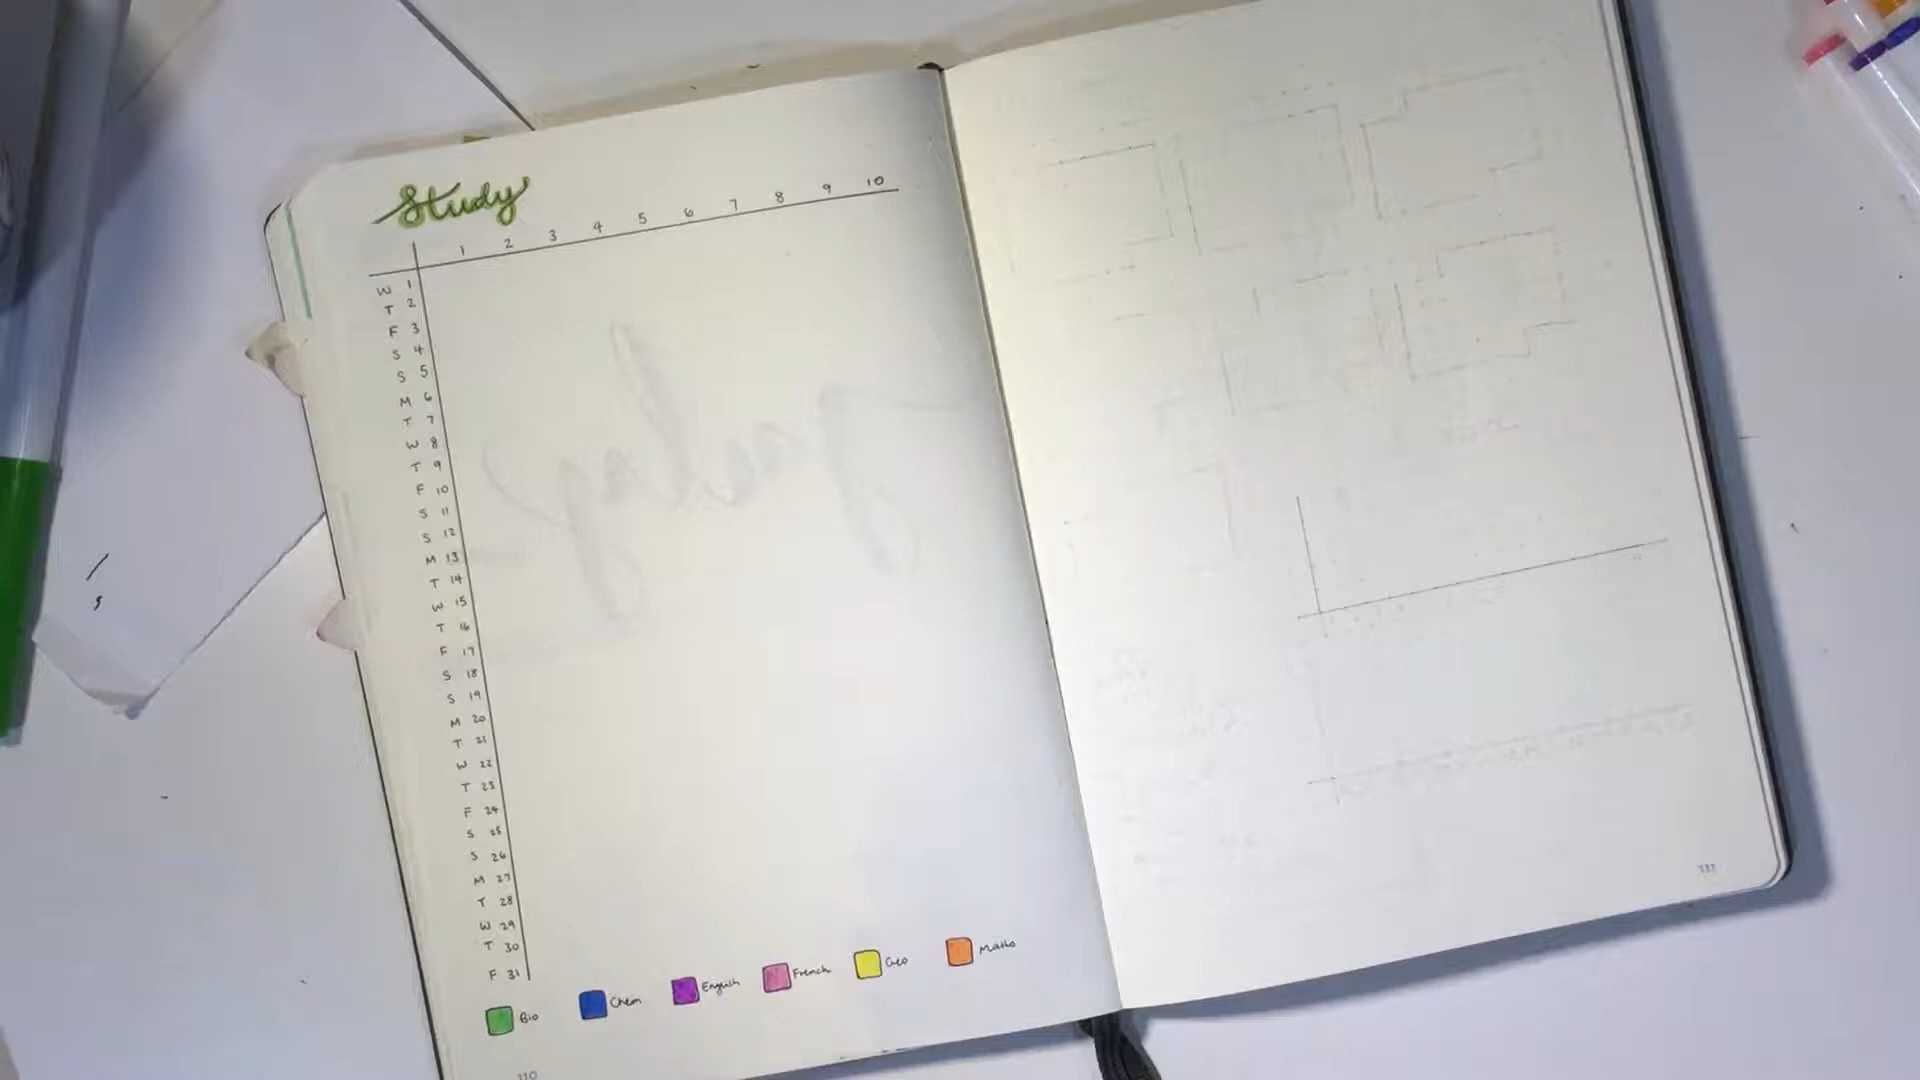 Study
1 2 3 4 5 6 7 8 9 10
W 1
T 2
F 3
S 4
S 5
M 6
T 7
W 8
T 9
F 10
S 11
S 12
M 13
T 14
W 15
T 16
F 17
S 18
S 19
M 20
T 21
W 22
T 23
F 24
S 25
S 26
M 27
T 28
W 29
T 30
F 31
Bio Chem English French Geo Maths
110
111